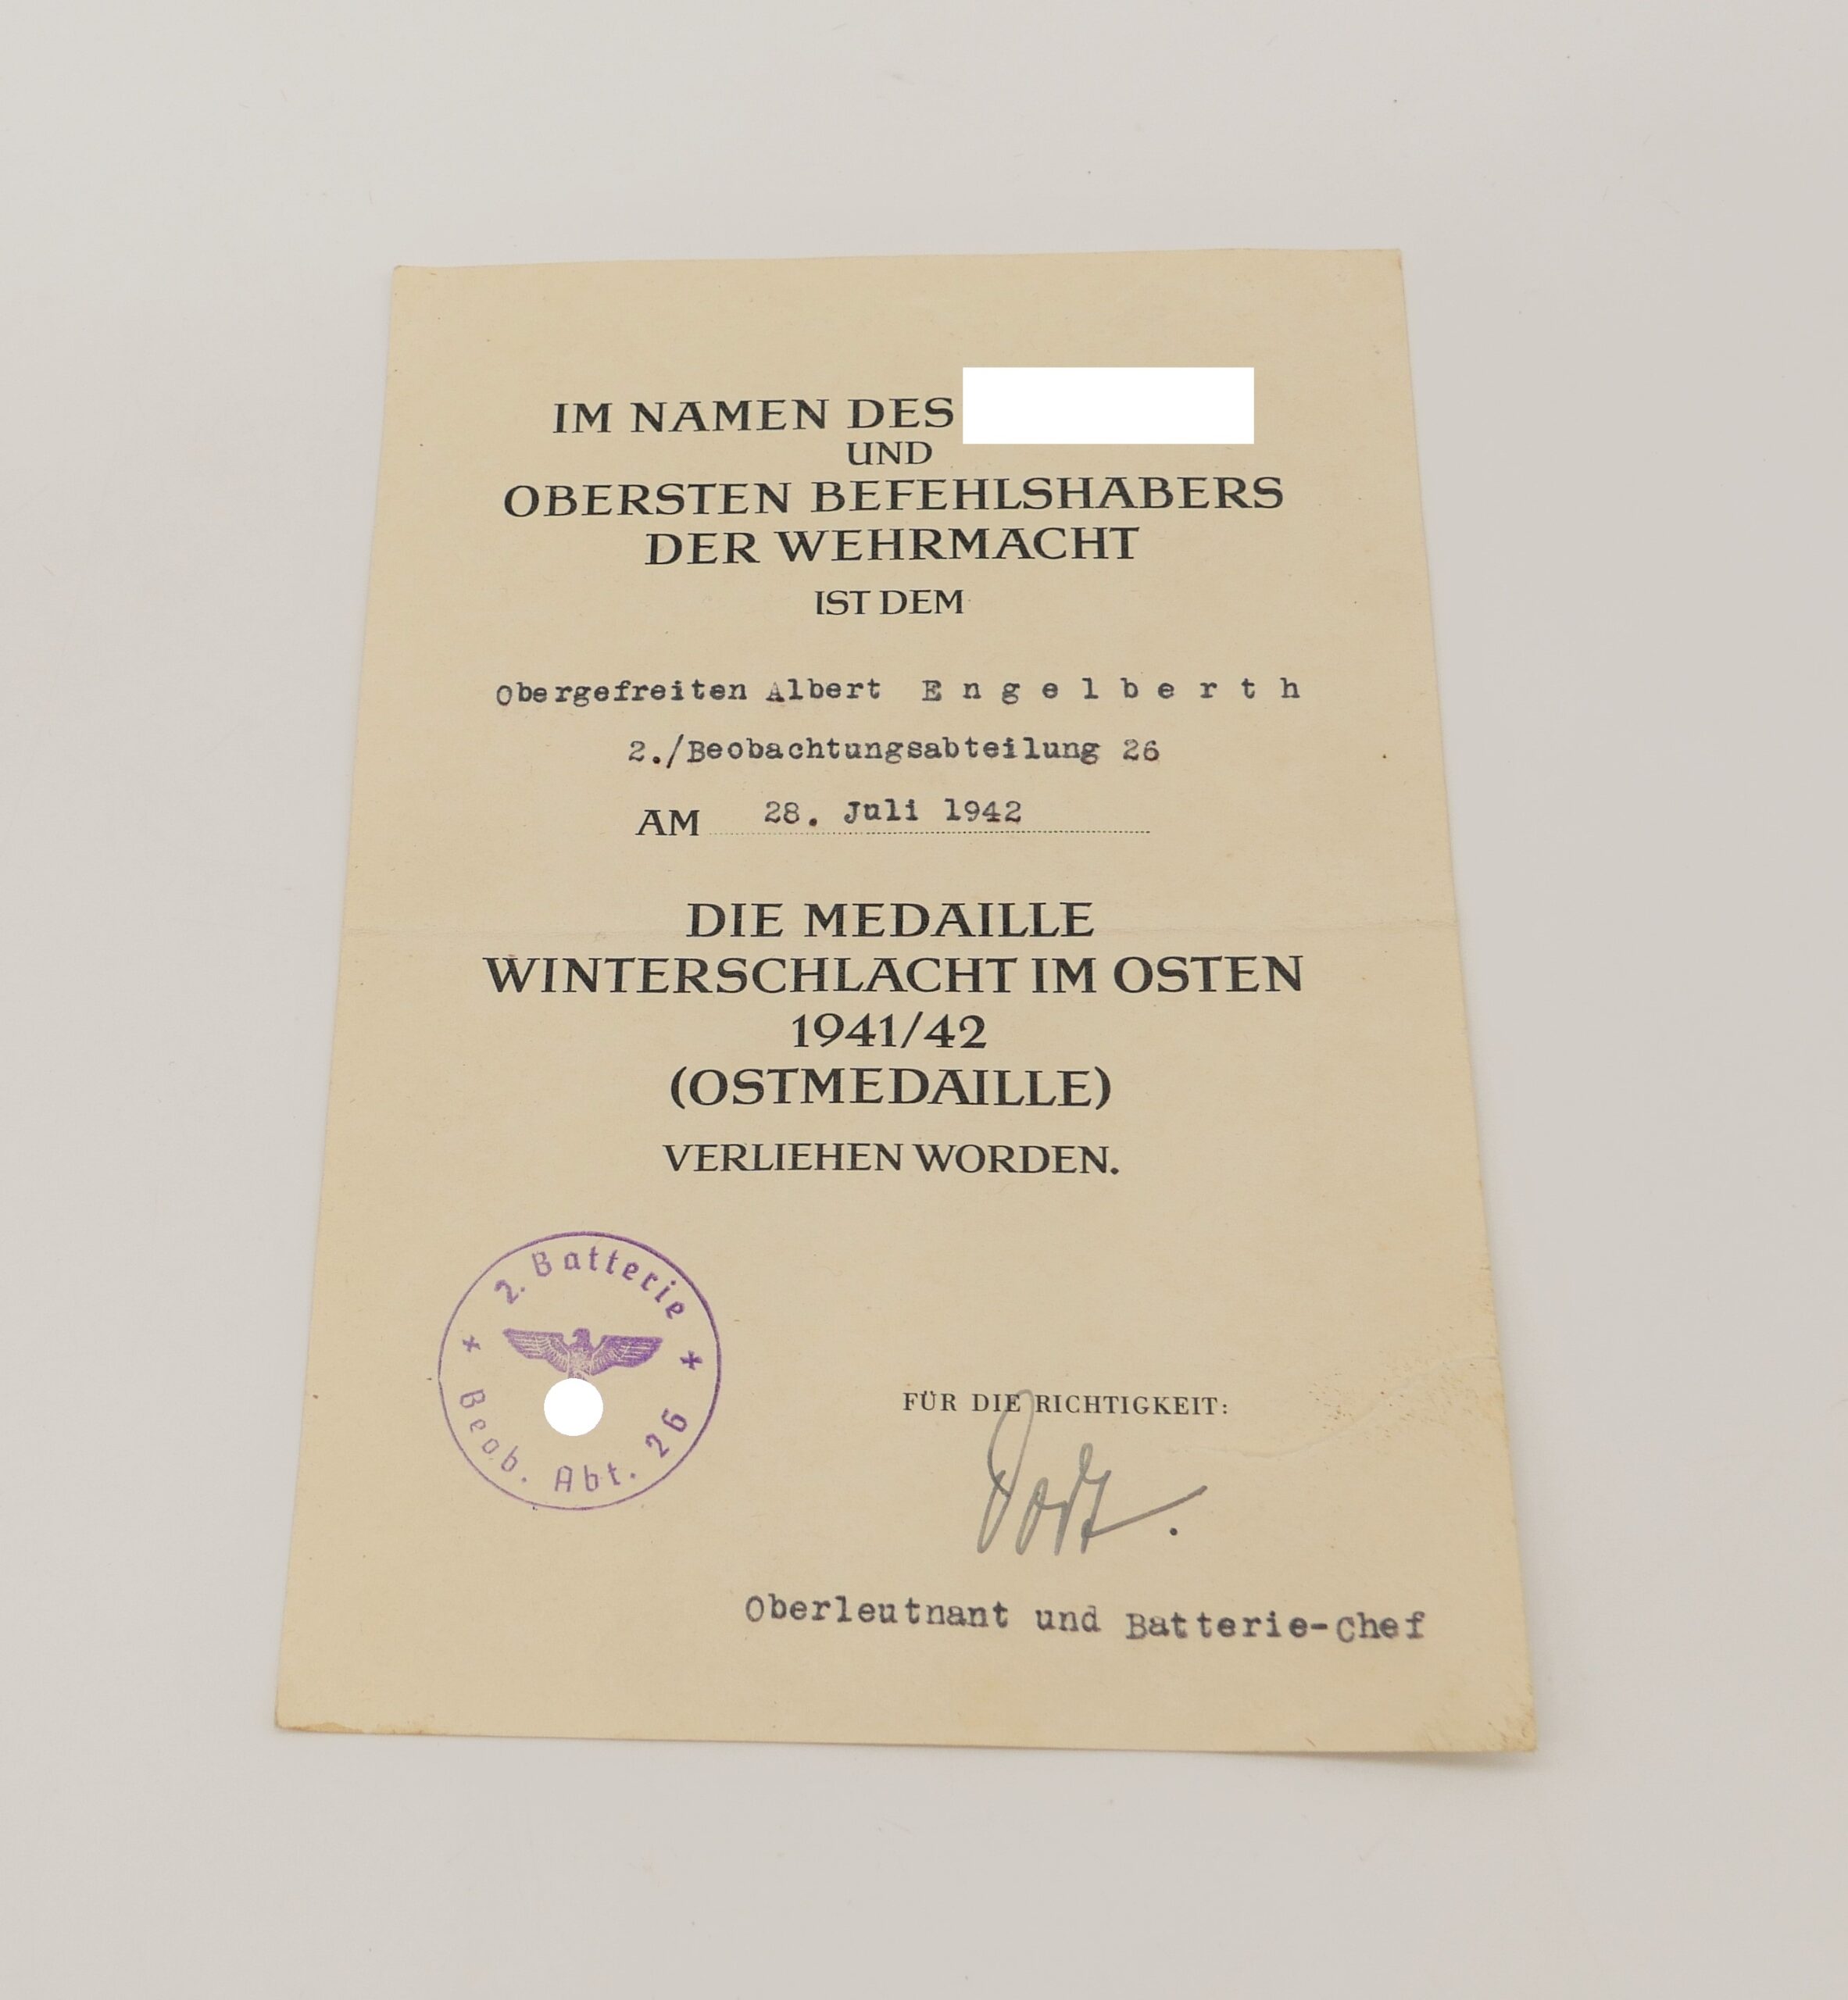 IM NAMEN DES
UND
OBERSTEN BEFEHLSHABERS
DER WEHRMACHT
IST DEM
Obergefreiten Albert E n g e l b e r t h
2./Beobachtungsabteilung 26
AM 28. Juli 1942
DIE MEDAILLE
WINTERSCHLACHT IM OSTEN
1941/42
(OSTMEDAILLE)
VERLIEHEN WORDEN.
2. Batterie
Beob. Abt. 26
FÜR DIE RICHTIGKEIT:
Oberleutnant und Batterie-Chef